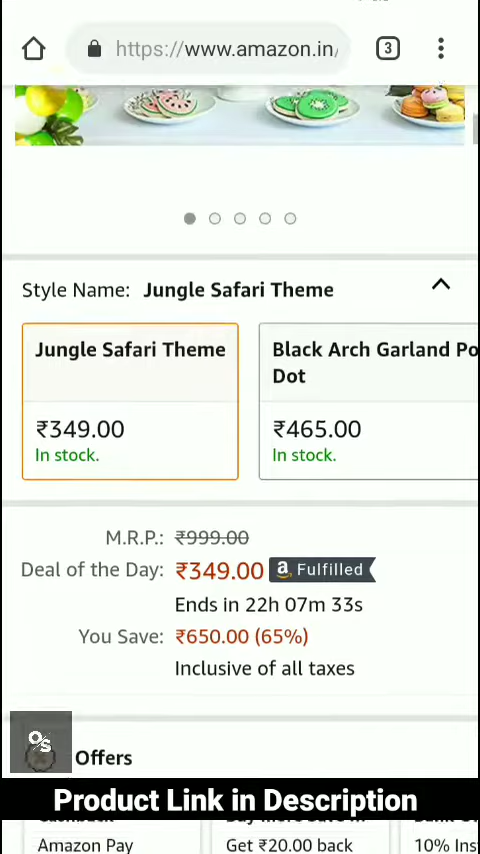 https://www.amazon.in/
3
Style Name: Jungle Safari Theme
Jungle Safari Theme
₹349.00
In stock.
Black Arch Garland Po
Dot
₹465.00
In stock.
M.R.P.: ₹999.00
Deal of the Day: ₹349.00 a Fulfilled
Ends in 22h 07m 33s
You Save: ₹650.00 (65%)
Inclusive of all taxes
Offers
Product Link in Description
Amazon Pay
Get ₹20.00 back
10% Ins